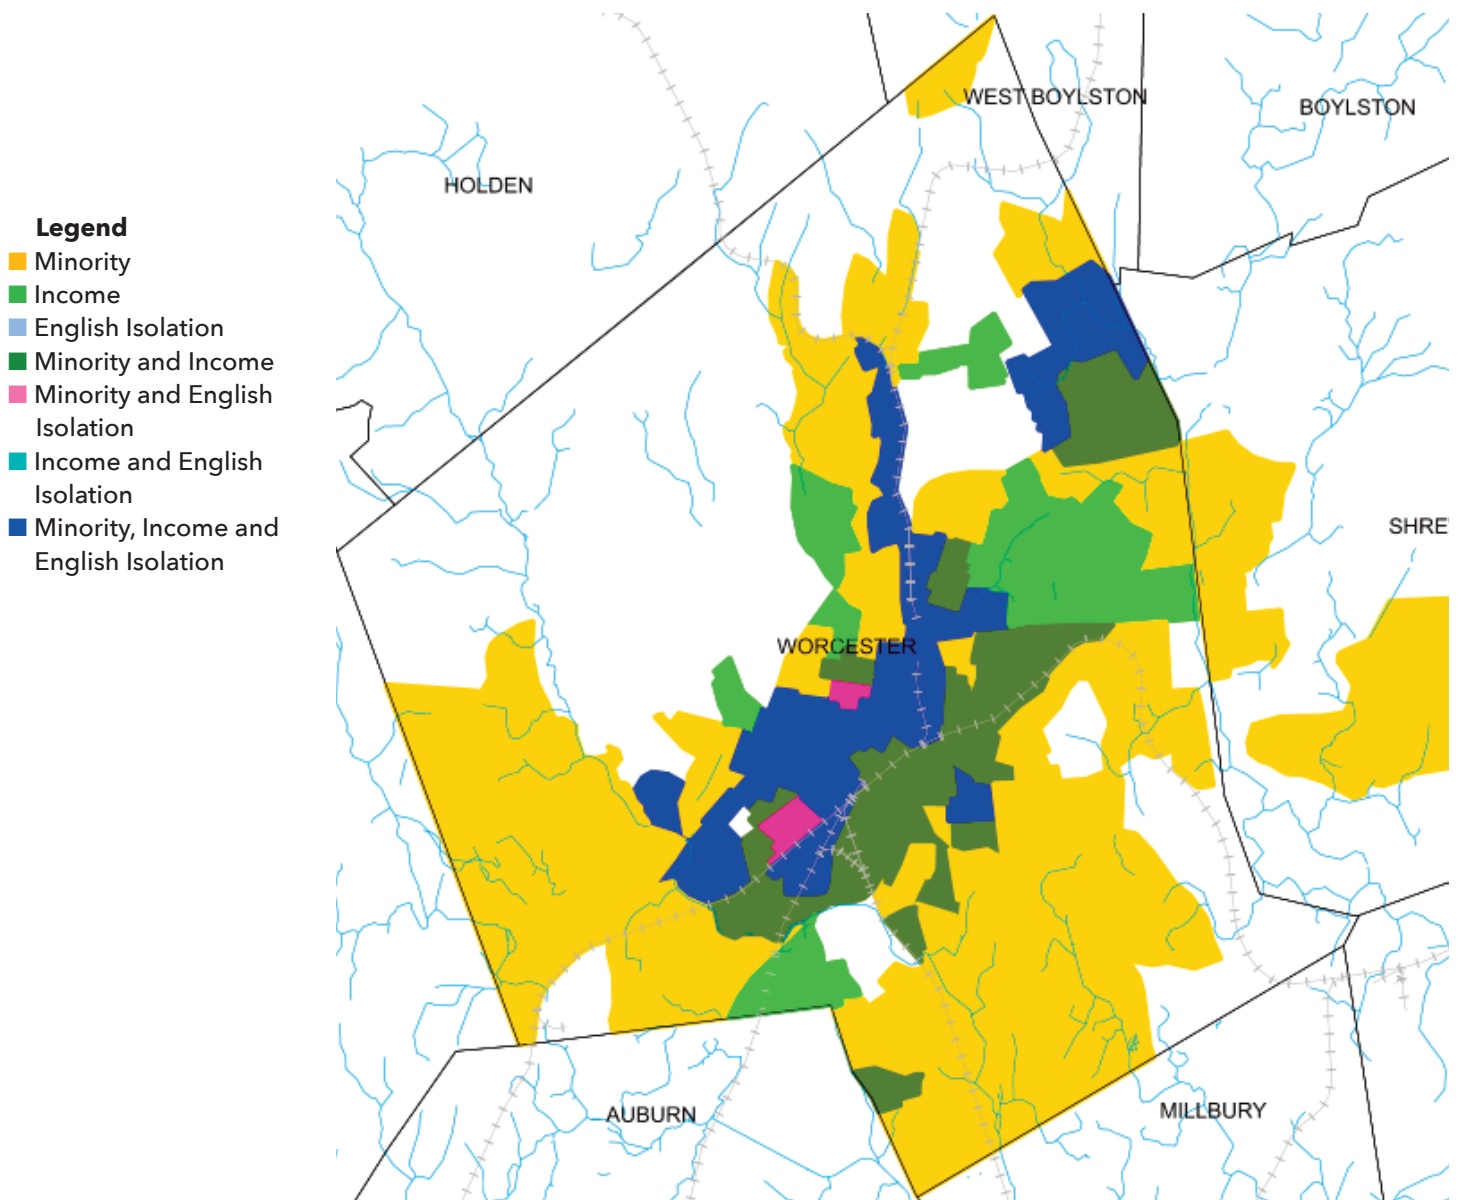 Legend
Minority
Income
English Isolation
Minority and Income
Minority and English
Isolation
Income and English
Isolation
Minority, Income and
English Isolation
WEST BOYLSTON
BOYLSTON
HOLDEN
SHRE
WORCESTER
AUBURN
MILLBURY